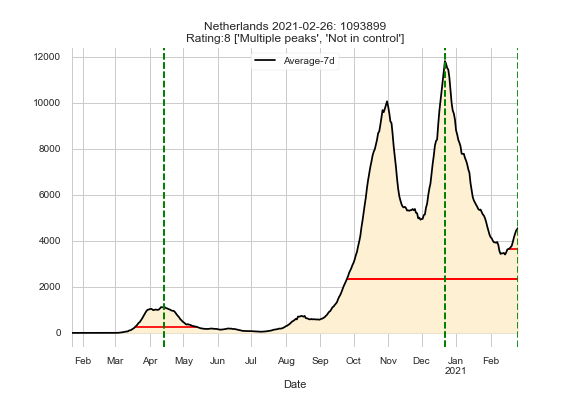 Netherlands 2021-02-26: 1093899
Rating:8 ['Multiple peaks', 'Not in control']
Average-7d
12000
10000
8000
6000
4000
2000
0
Feb Mar Apr May Jun Jul Aug Sep Oct Nov Dec Jan Feb
2021
Date